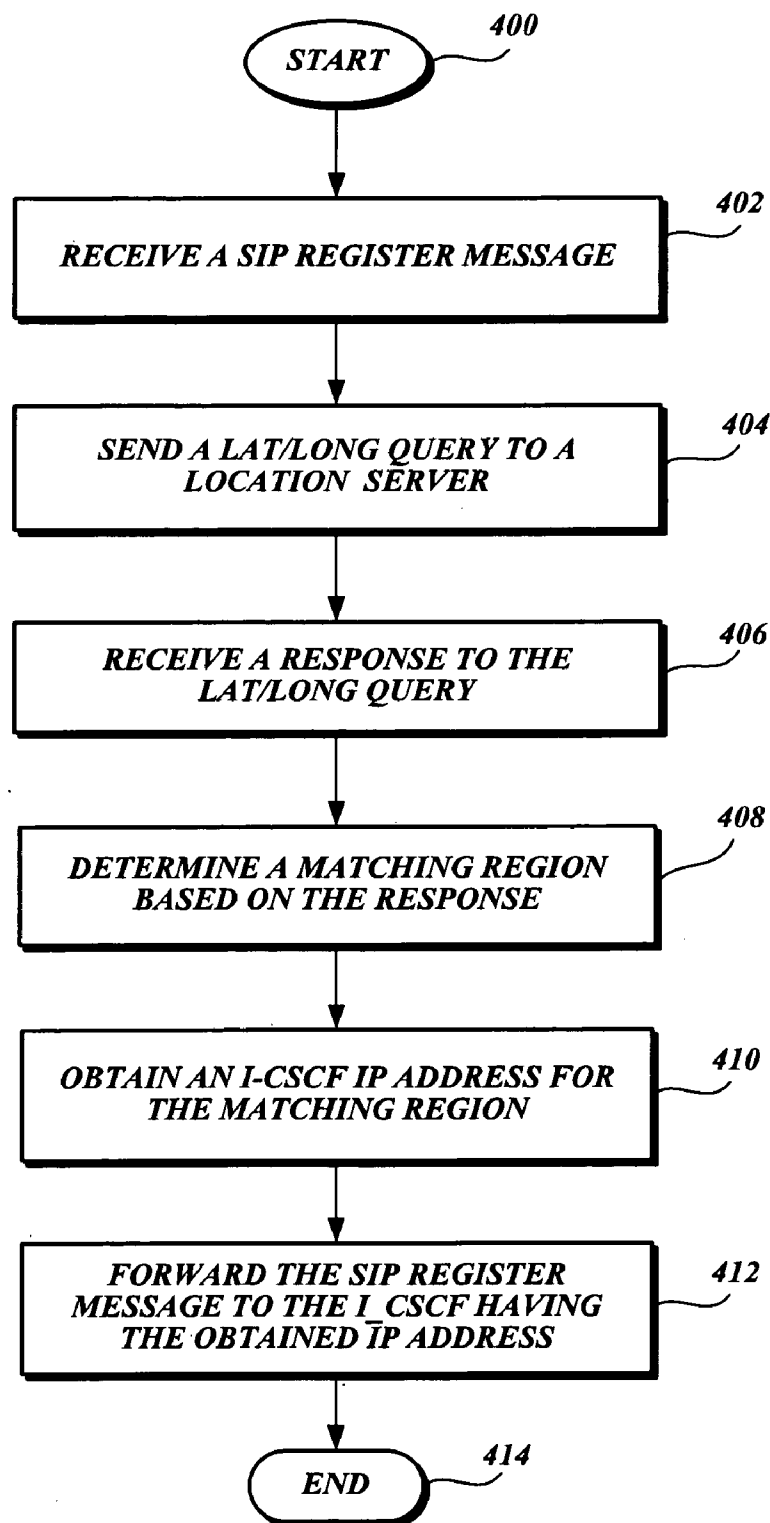 START
400
402
RECEIVE A SIP REGISTER MESSAGE
404
SEND A LAT/LONG QUERY TO A
LOCATION SERVER
406
RECEIVE A RESPONSE TO THE
LAT/LONG QUERY
408
DETERMINE A MATCHING REGION
BASED ON THE RESPONSE
410
OBTAIN AN I-CSCF IP ADDRESS FOR
THE MATCHING REGION
412
FORWARD THE SIP REGISTER
MESSAGE TO THE I_CSCF HAVING
THE OBTAINED IP ADDRESS
414
END